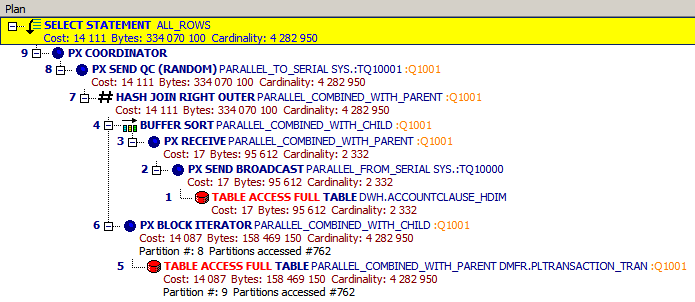 Plan
SELECT STATEMENT ALL_ROWS
Cost: 14 111 Bytes: 334 070 100 Cardinality: 4 282 950
9 PX COORDINATOR
8 PX SEND QC (RANDOM) PARALLEL_TO_SERIAL SYS.:TQ10001 :Q1001
Cost: 14 111 Bytes: 334 070 100 Cardinality: 4 282 950
7 HASH JOIN RIGHT OUTER PARALLEL_COMBINED_WITH_PARENT :Q1001
Cost: 14 111 Bytes: 334 070 100 Cardinality: 4 282 950
4 BUFFER SORT PARALLEL_COMBINED_WITH_CHILD :Q1001
3 PX RECEIVE PARALLEL_COMBINED_WITH_PARENT :Q1001
Cost: 17 Bytes: 95 612 Cardinality: 2 332
2 PX SEND BROADCAST PARALLEL_FROM_SERIAL SYS.:TQ10000
Cost: 17 Bytes: 95 612 Cardinality: 2 332
1 TABLE ACCESS FULL TABLE DWH.ACCOUNTCLAUSE_HDIM
Cost: 17 Bytes: 95 612 Cardinality: 2 332
6 PX BLOCK ITERATOR PARALLEL_COMBINED_WITH_CHILD :Q1001
Cost: 14 087 Bytes: 158 469 150 Cardinality: 4 282 950
Partition #: 8 Partitions accessed #762
5 TABLE ACCESS FULL TABLE PARALLEL_COMBINED_WITH_PARENT DMFR.PLTRANSACTION_TRAN :Q1001
Cost: 14 087 Bytes: 158 469 150 Cardinality: 4 282 950
Partition #: 9 Partitions accessed #762